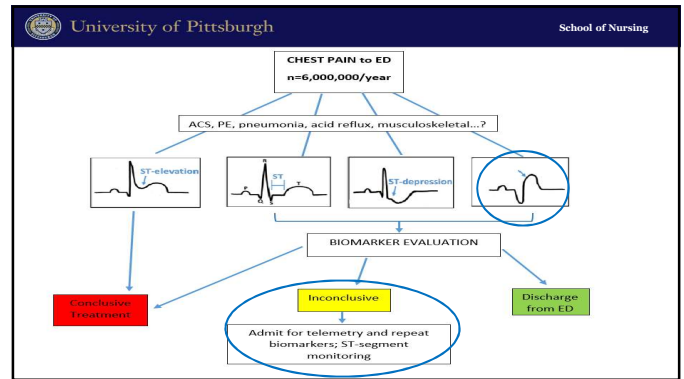 University of Pittsburgh
School of Nursing
CHEST PAIN to ED
n=6,000,000/year
ACS, PE, pneumonia, acid reflux, musculoskeletal...?
ST-elevation
R
ST
P
T
Q
S
ST-depression
BIOMARKER EVALUATION
Conclusive
Treatment
Inconclusive
Discharge
from ED
Admit for telemetry and repeat
biomarkers; ST-segment
monitoring